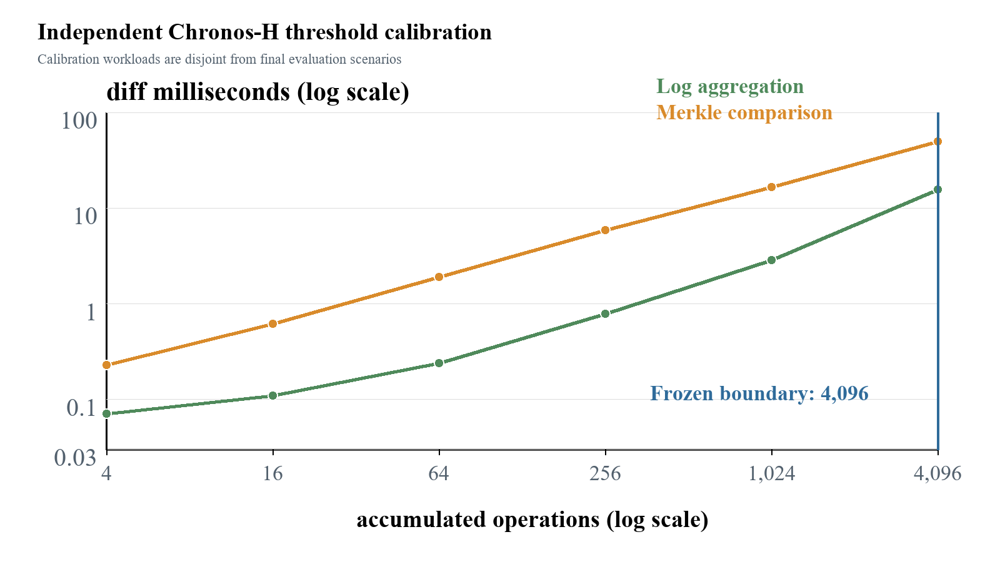 Independent Chronos-H threshold calibration
Calibration workloads are disjoint from final evaluation scenarios
diff milliseconds (log scale)
Log aggregation
Merkle comparison
100
10
1
0.1
0.03
Frozen boundary: 4,096
4 16 64 256 1,024 4,096
accumulated operations (log scale)